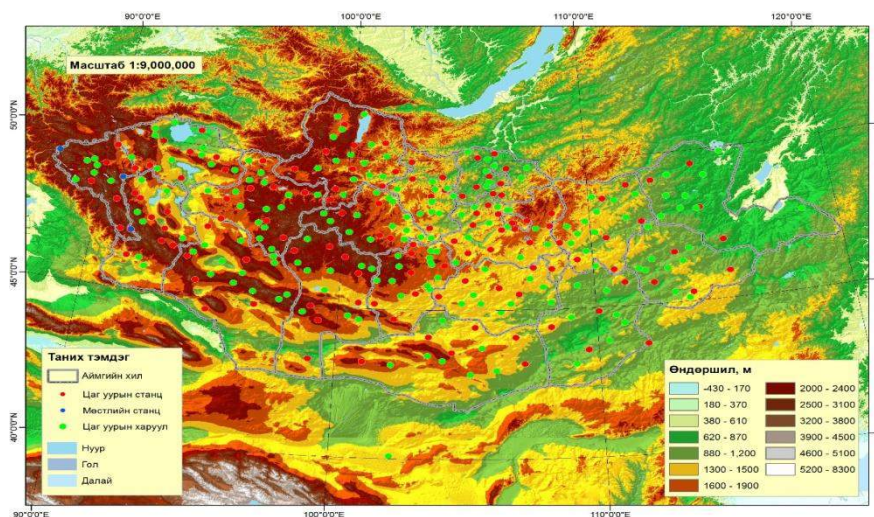 90°0'0"E
100°0'0"E
110°0'0"E
120°0'0"E
Масштаб 1:9,000,000
50°0'0"N
45°0'0"N
40°0'0"N
Таних тэмдэг
Аймгийн хил
Цаг уурын станц
Мөстлийн станц
Цаг уурын харуул
Нуур
Гол
Далай
Өндөршил, м
-430 - 170
180 - 370
380 - 610
620 - 870
880 - 1,200
1300 - 1500
1600 - 1900
2000 - 2400
2500 - 3100
3200 - 3800
3900 - 4500
4600 - 5100
5200 - 8300
90°0'0"E
100°0'0"E
110°0'0"E